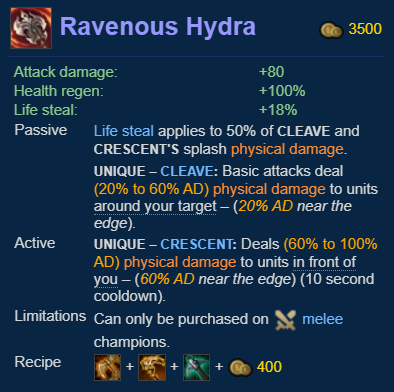 Ravenous Hydra 3500
Attack damage: +80
Health regen: +100%
Life steal: +18%
Passive Life steal applies to 50% of CLEAVE and
CRESCENT'S splash physical damage.
UNIQUE – CLEAVE: Basic attacks deal
(20% to 60% AD) physical damage to units
around your target – (20% AD near the
edge).
Active UNIQUE – CRESCENT: Deals (60% to 100%
AD) physical damage to units in front of
you – (60% AD near the edge) (10 second
cooldown).
Limitations Can only be purchased on melee
champions.
Recipe + + + 400